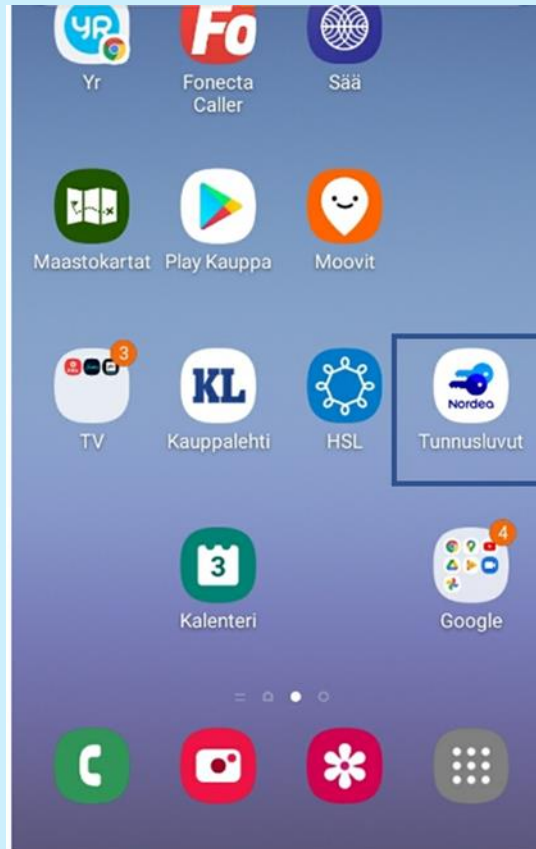 YR
Fo
Yr
Fonecta
Caller
Sää
Maastokartat
Play Kauppa
Moovit
3
KL
Nordea
TV
Kauppalehti
HSL
Tunnusluvut
3
4
Kalenteri
Google